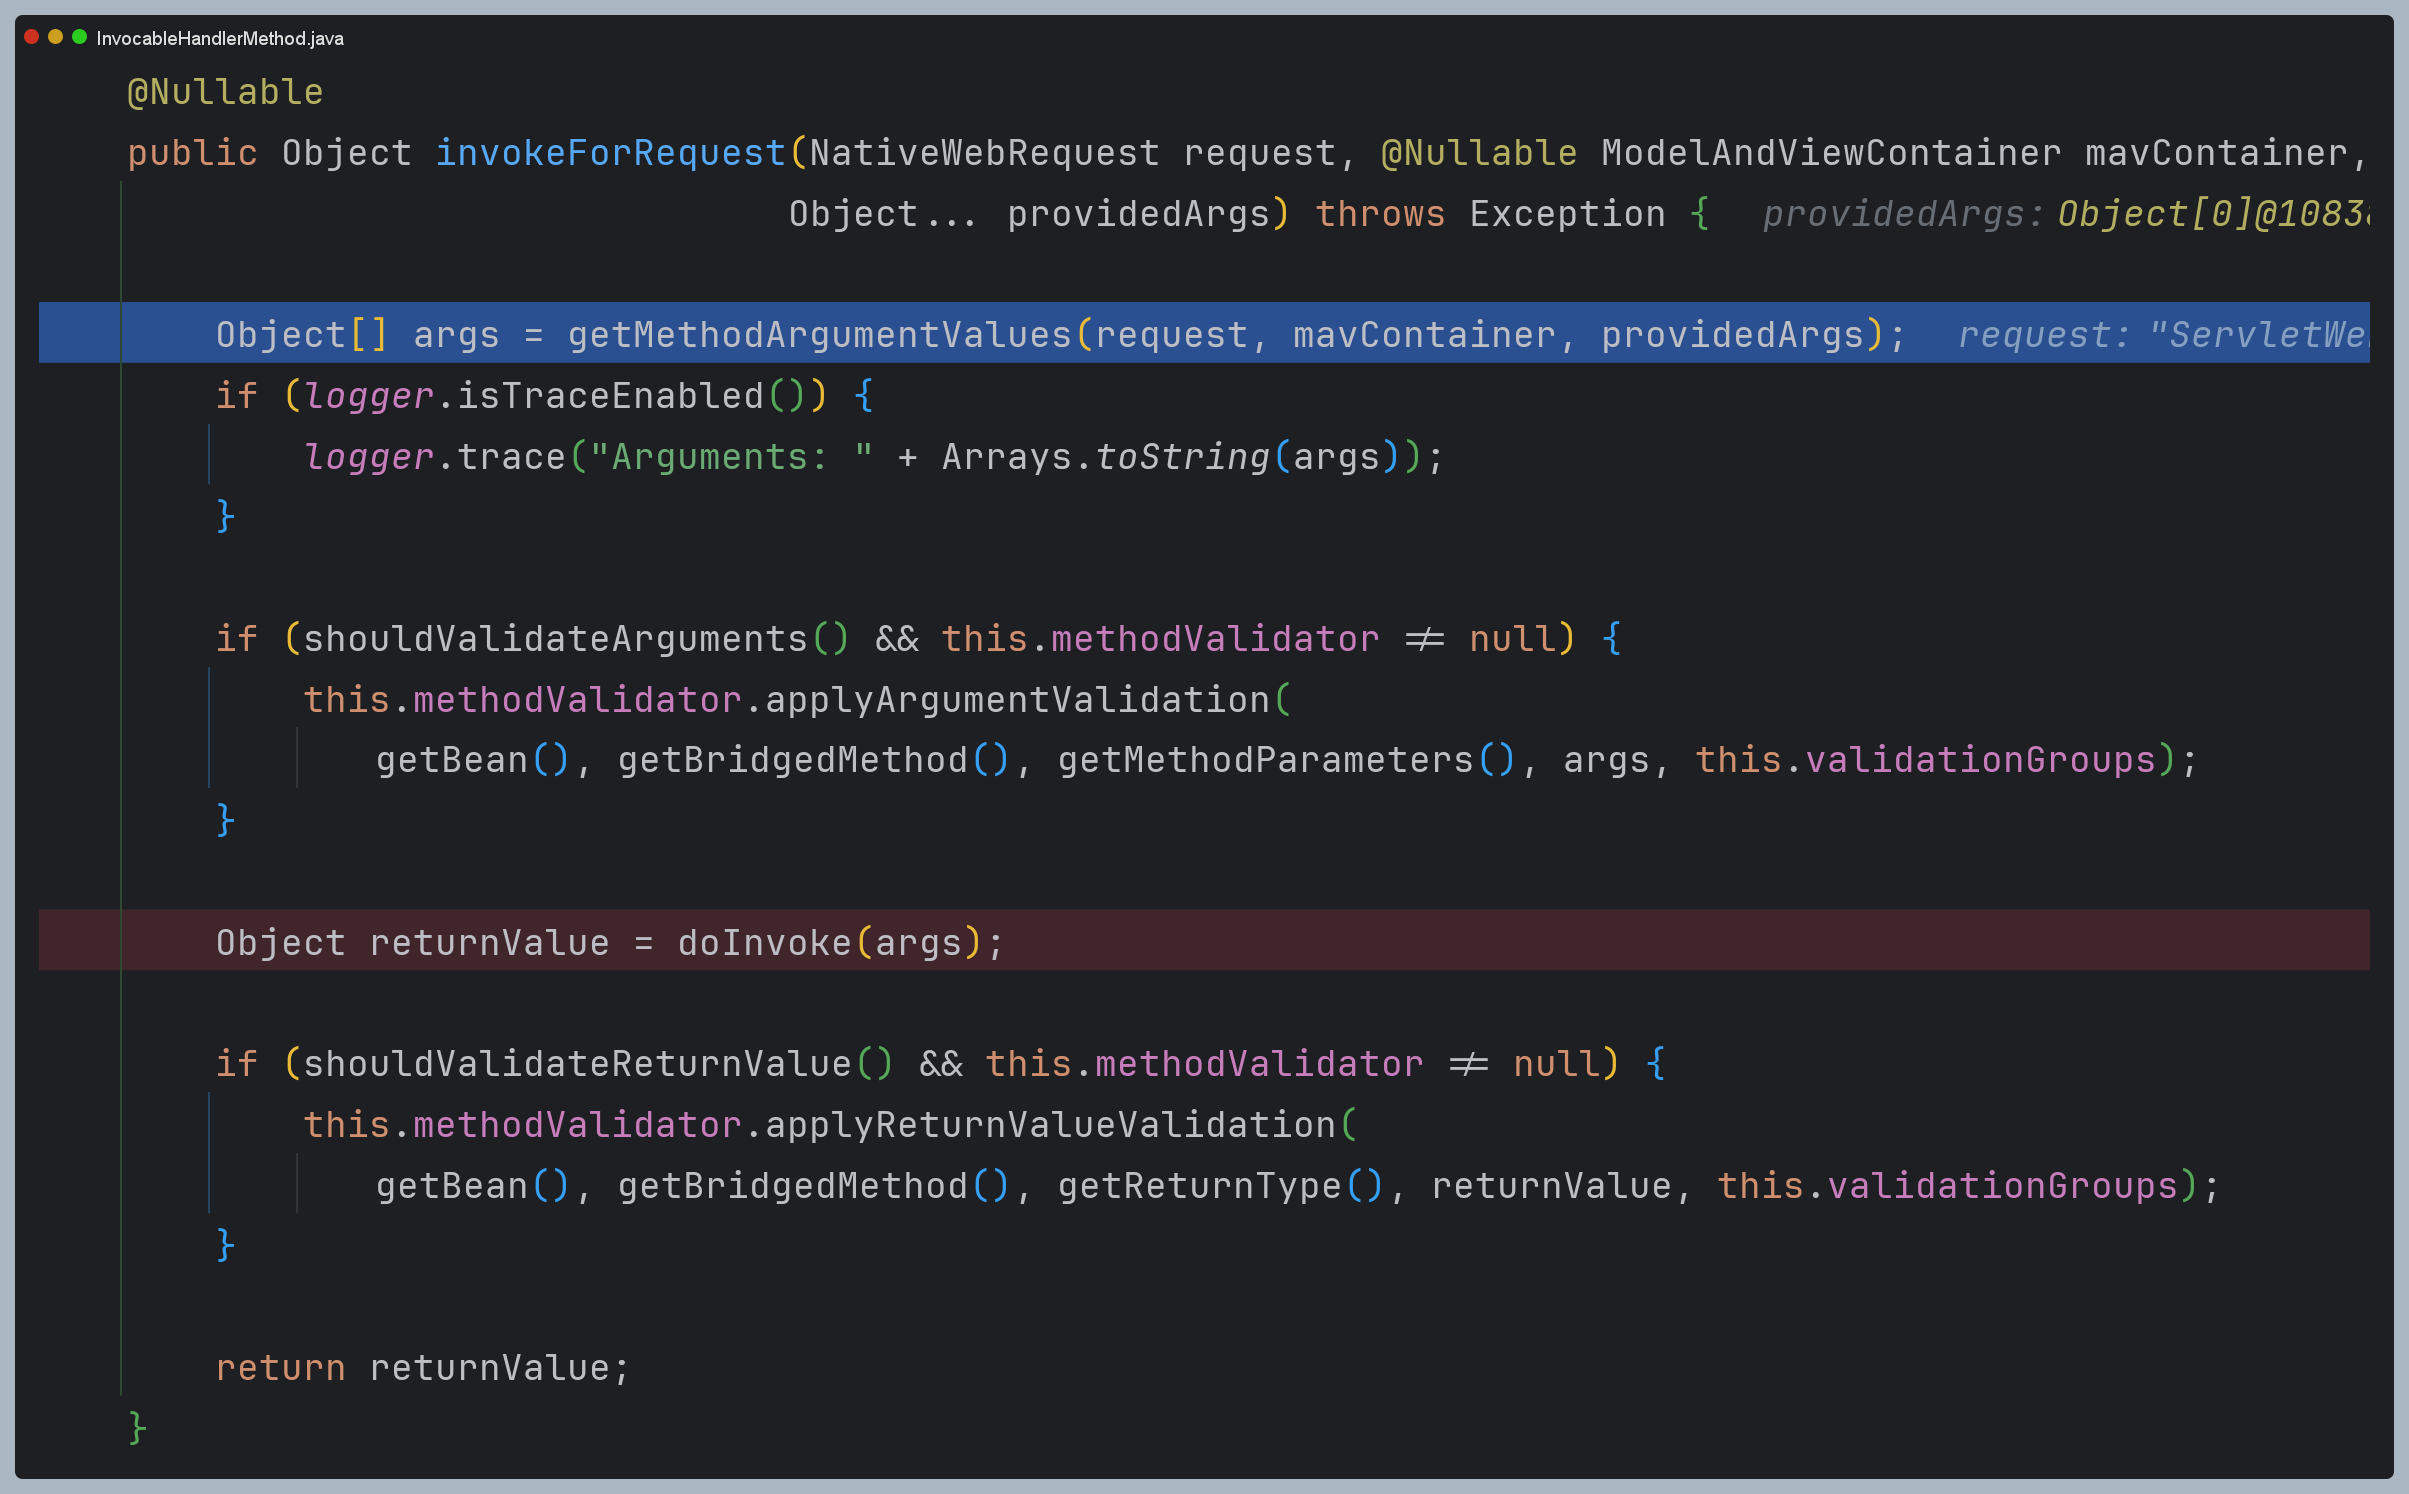 InvocableHandlerMethod.java
@Nullable
public Object invokeForRequest(NativeWebRequest request, @Nullable ModelAndViewContainer mavContainer,
Object... providedArgs) throws Exception { providedArgs: Object[0]@1083
Object[] args = getMethodArgumentValues(request, mavContainer, providedArgs); request: "ServletWe
if (logger.isTraceEnabled()) {
logger.trace("Arguments: " + Arrays.toString(args));
}
if (shouldValidateArguments() && this.methodValidator != null) {
this.methodValidator.applyArgumentValidation(
getBean(), getBridgedMethod(), getMethodParameters(), args, this.validationGroups);
}
Object returnValue = doInvoke(args);
if (shouldValidateReturnValue() && this.methodValidator != null) {
this.methodValidator.applyReturnValueValidation(
getBean(), getBridgedMethod(), getReturnType(), returnValue, this.validationGroups);
}
return returnValue;
}